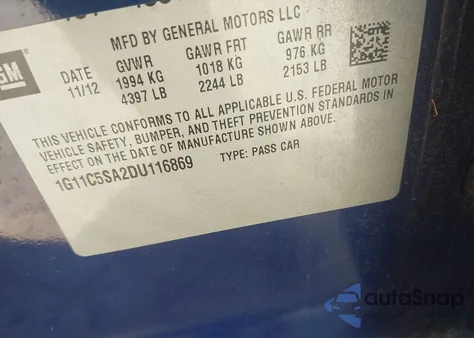 MFD BY GENERAL MOTORS LLC
GM
DATE GVWR GAWR FRT GAWR RR
11/12 1994 KG 1018 KG 976 KG
4397 LB 2244 LB 2153 LB
THIS VEHICLE CONFORMS TO ALL APPLICABLE U.S. FEDERAL MOTOR
VEHICLE SAFETY, BUMPER, AND THEFT PREVENTION STANDARDS IN
EFFECT ON THE DATE OF MANUFACTURE SHOWN ABOVE.
1G11C5SA2DU116869 TYPE: PASS CAR
autoSnap